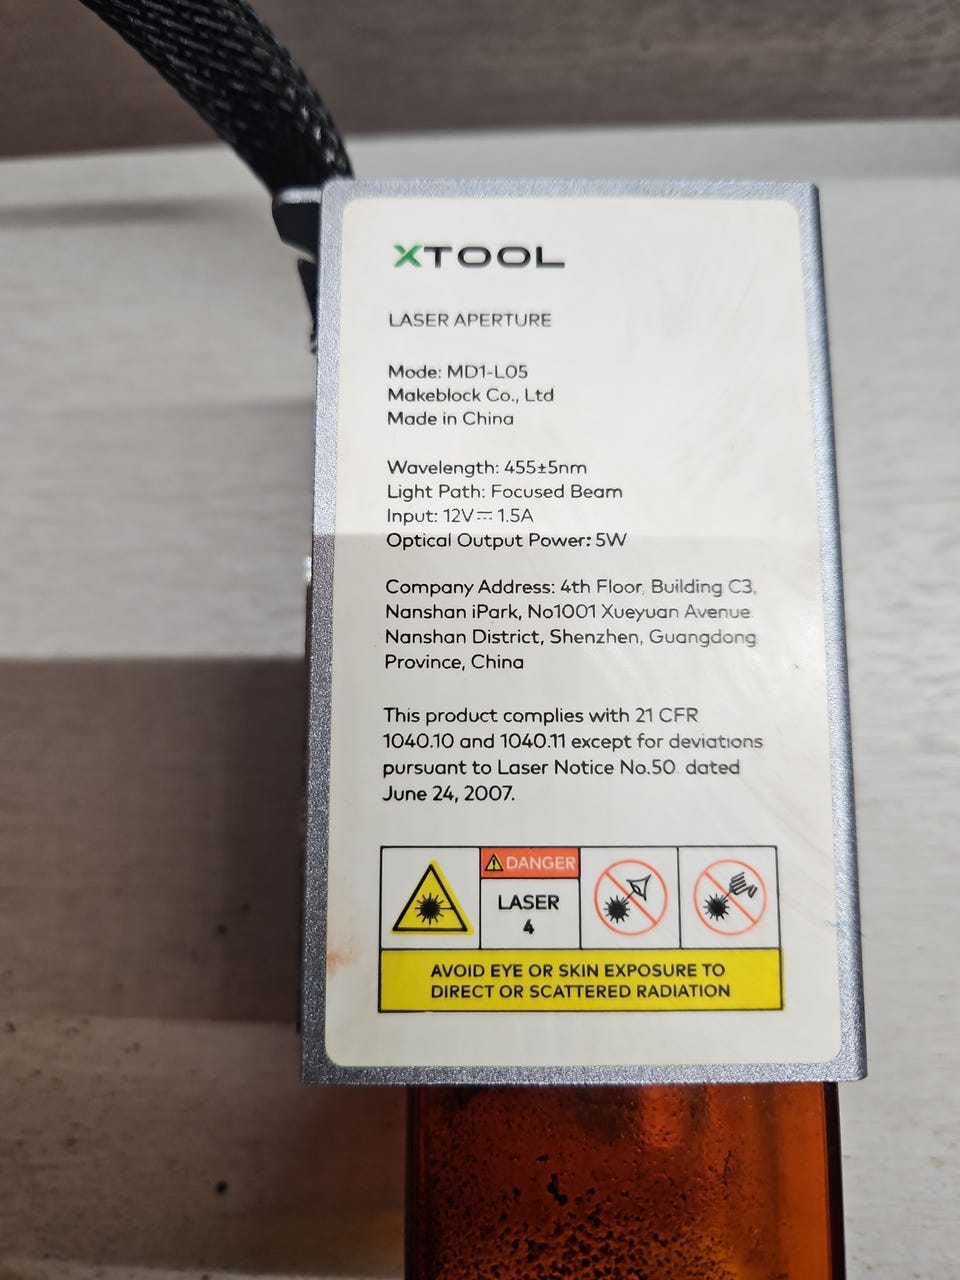 XTOOL
LASER APERTURE
Mode: MD1-L05
Makeblock Co., Ltd
Made in China
Wavelength: 455±5nm
Light Path: Focused Beam
Input: 12V⎓1.5A
Optical Output Power: 5W
Company Address: 4th Floor, Building C3,
Nanshan iPark, No1001 Xueyuan Avenue
Nanshan District, Shenzhen, Guangdong
Province, China
This product complies with 21 CFR
1040.10 and 1040.11 except for deviations
pursuant to Laser Notice No.50, dated
June 24, 2007.
DANGER
LASER
4
AVOID EYE OR SKIN EXPOSURE TO
DIRECT OR SCATTERED RADIATION